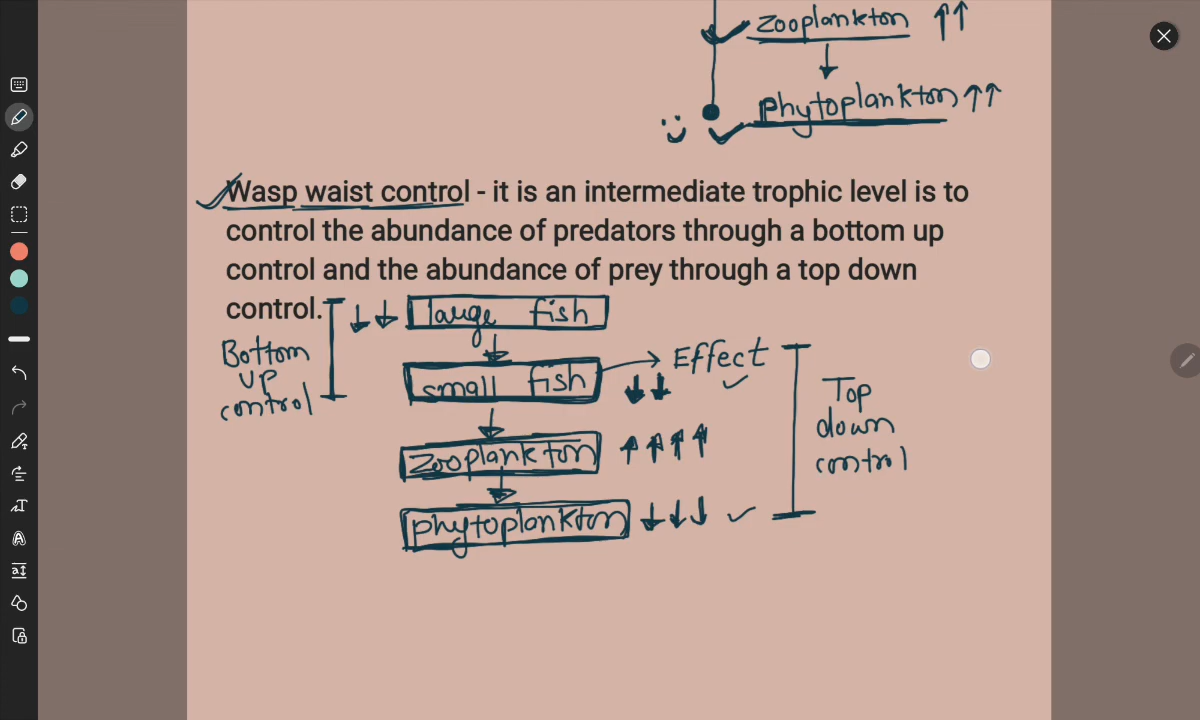 zooplankton ↑↑
↓
phytoplankton ↑↑
Wasp waist control - it is an intermediate trophic level is to
control the abundance of predators through a bottom up
control and the abundance of prey through a top down
control.
↓↓ large fish
Bottom
up
control
small fish → Effect
↓↓
Top
down
control
zooplankton ↑↑↑↑
phytoplankton ↓↓↓